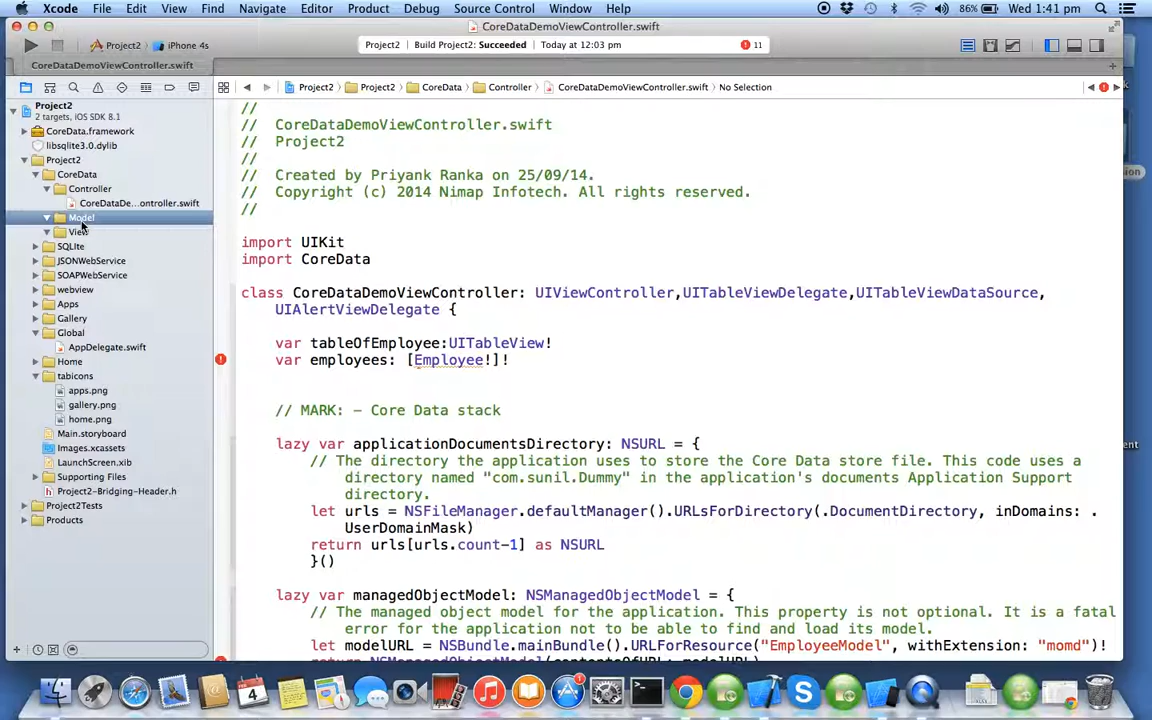 Xcode File Edit View Find Navigate Editor Product Debug Source Control Window Help 86% Wed 1:41 pm
CoreDataDemoViewController.swift
Project2 iPhone 4s Project2 Build Project2: Succeeded Today at 12:03 pm 11
CoreDataDemoViewController.swift
Project2 Project2 CoreData Controller CoreDataDemoViewController.swift No Selection
Project2
2 targets, iOS SDK 8.1
CoreData.framework
libsqlite3.0.dylib
Project2
CoreData
Controller
CoreDataDe...ontroller.swift
Model
View
SQLIte
JSONWebService
SOAPWebService
webview
Apps
Gallery
Global
AppDelegate.swift
Home
tabicons
apps.png
gallery.png
home.png
Main.storyboard
Images.xcassets
LaunchScreen.xib
Supporting Files
Project2-Bridging-Header.h
Project2Tests
Products
//
// CoreDataDemoViewController.swift
// Project2
//
// Created by Priyank Ranka on 25/09/14.
// Copyright (c) 2014 Nimap Infotech. All rights reserved.
//
import UIKit
import CoreData
class CoreDataDemoViewController: UIViewController,UITableViewDelegate,UITableViewDataSource,
UIAlertViewDelegate {
var tableOfEmployee:UITableView!
var employees: [Employee!]!
// MARK: - Core Data stack
lazy var applicationDocumentsDirectory: NSURL = {
// The directory the application uses to store the Core Data store file. This code uses a
directory named "com.sunil.Dummy" in the application's documents Application Support
directory.
let urls = NSFileManager.defaultManager().URLsForDirectory(.DocumentDirectory, inDomains: .
UserDomainMask)
return urls[urls.count-1] as NSURL
}()
lazy var managedObjectModel: NSManagedObjectModel = {
// The managed object model for the application. This property is not optional. It is a fatal
error for the application not to be able to find and load its model.
let modelURL = NSBundle.mainBundle().URLForResource("EmployeeModel", withExtension: "momd")!
return NSManagedObjectModel(contentsOfURL: modelURL)
4